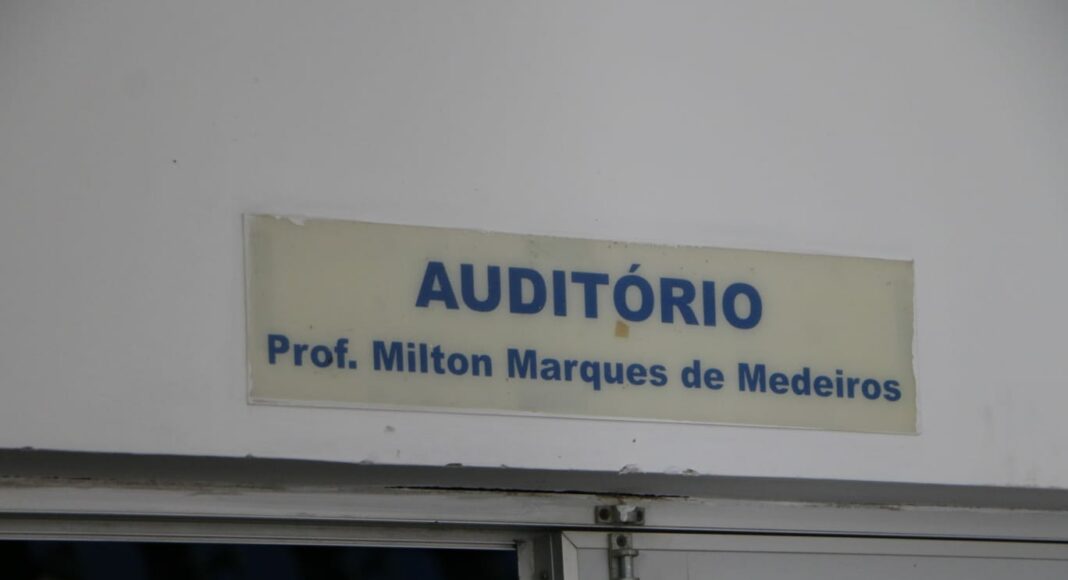 AUDITÓRIO
Prof. Milton Marques de Medeiros